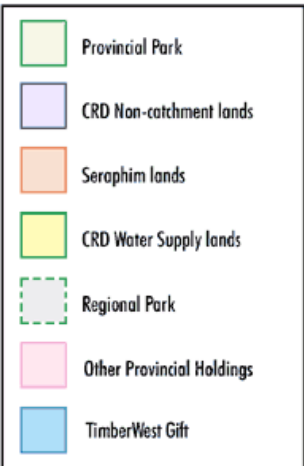 Provincial Park
CRD Non-catchment lands
Seraphim lands
CRD Water Supply lands
Regional Park
Other Provincial Holdings
TimberWest Gift